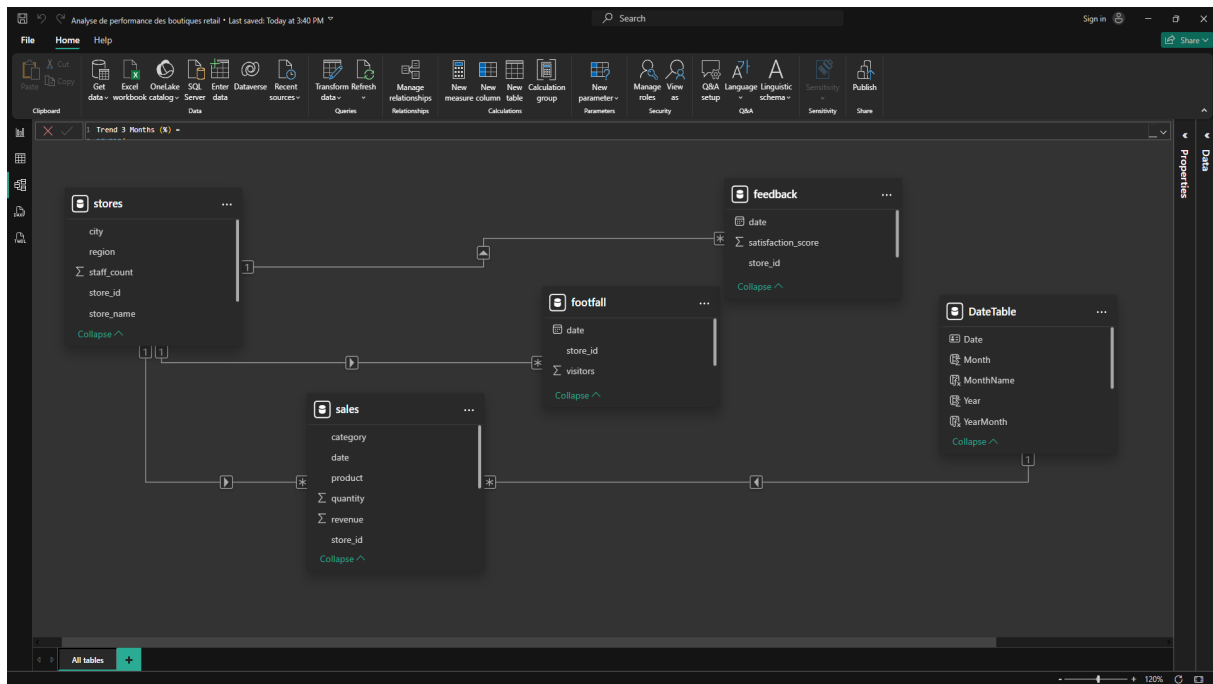 Analyse de performance des boutiques retail • Last saved: Today at 3:40 PM
Search
Sign in
File Home Help
Share
Paste
Cut
Copy
Clipboard
Get data
Excel workbook
OneLake catalog
SQL Server
Enter data
Dataverse
Recent sources
Data
Transform data
Refresh
Queries
Manage relationships
Relationships
New measure
New column
New table
Calculation group
Calculations
New parameter
Parameters
Manage roles
View as
Security
Q&A setup
Language
Linguistic schema
Q&A
Sensitivity
Sensitivity
Publish
Share
1 Trend 3 Months (%) =
Properties
Data
stores
city
region
staff_count
store_id
store_name
Collapse
1
1 1
feedback
date
satisfaction_score
store_id
Collapse
*
footfall
date
store_id
visitors
Collapse
*
DateTable
Date
Month
MonthName
Year
YearMonth
Collapse
1
sales
category
date
product
quantity
revenue
store_id
Collapse
* *
DAX
TMDL
All tables +
- + 120%